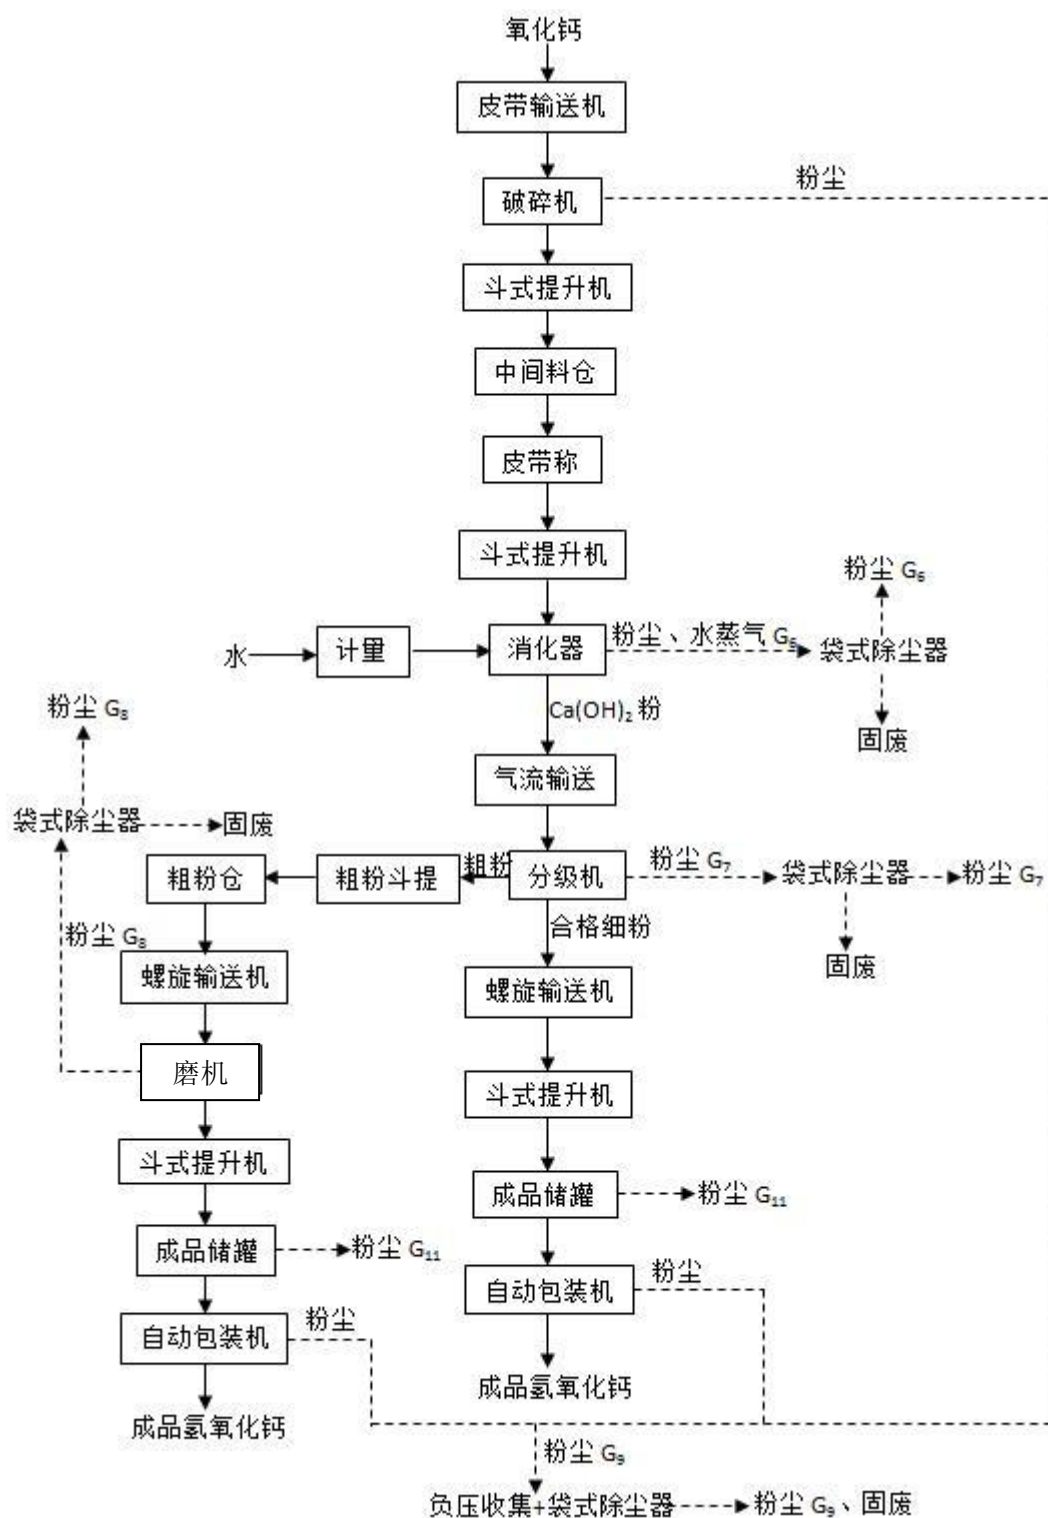 氧化钙
皮带输送机
粉尘
破碎机
斗式提升机
中间料仓
皮带称
斗式提升机
粉尘 G₆
水
计量
消化器
粉尘、水蒸气 G₅
袋式除尘器
粉尘 G₈
Ca(OH)₂ 粉
固废
气流输送
袋式除尘器
固废
粗粉仓
粗粉斗提
粗粉
分级机
粉尘 G₇
袋式除尘器
粉尘 G₇
粉尘 G₈
合格细粉
固废
螺旋输送机
螺旋输送机
磨机
斗式提升机
斗式提升机
成品储罐
粉尘 G₁₁
成品储罐
粉尘 G₁₁
自动包装机
粉尘
自动包装机
粉尘
成品氢氧化钙
成品氢氧化钙
粉尘 G₉
负压收集+袋式除尘器
粉尘 G₉、固废